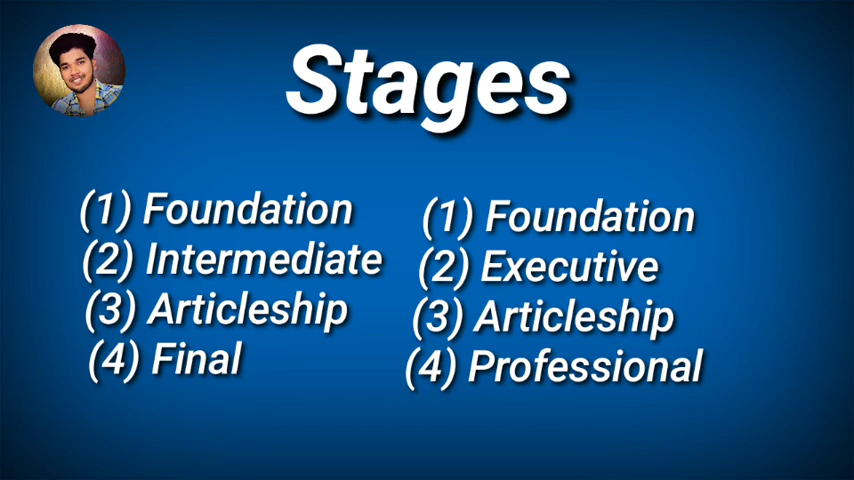 Stages
(1) Foundation
(2) Intermediate
(3) Articleship
(4) Final
(1) Foundation
(2) Executive
(3) Articleship
(4) Professional